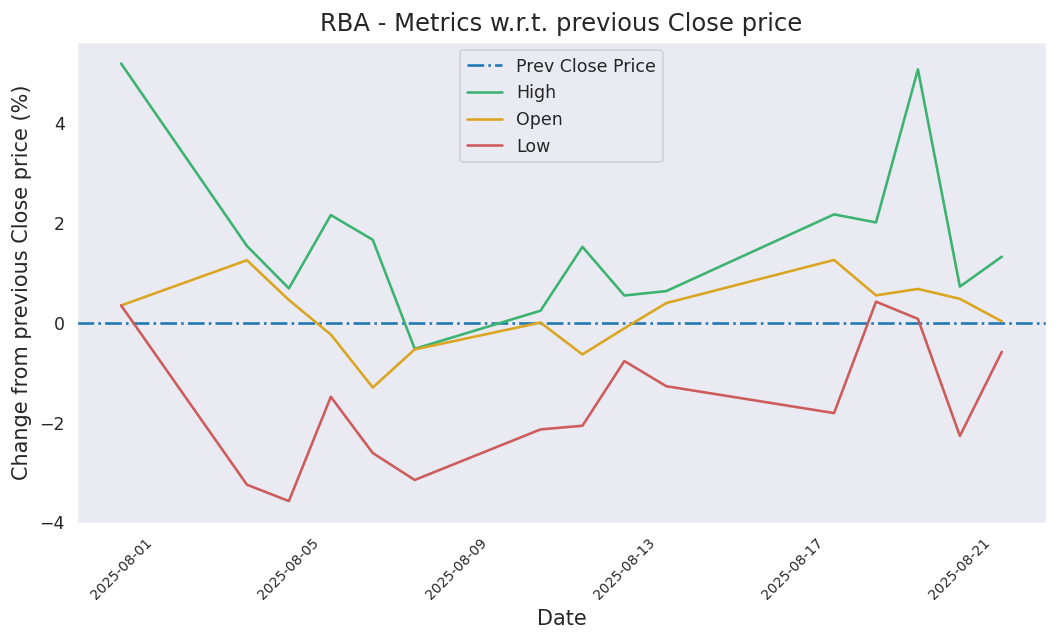 RBA - Metrics w.r.t. previous Close price
Change from previous Close price (%)
Prev Close Price
High
Open
Low
4
2
0
−2
−4
2025-08-01
2025-08-05
2025-08-09
2025-08-13
2025-08-17
2025-08-21
Date